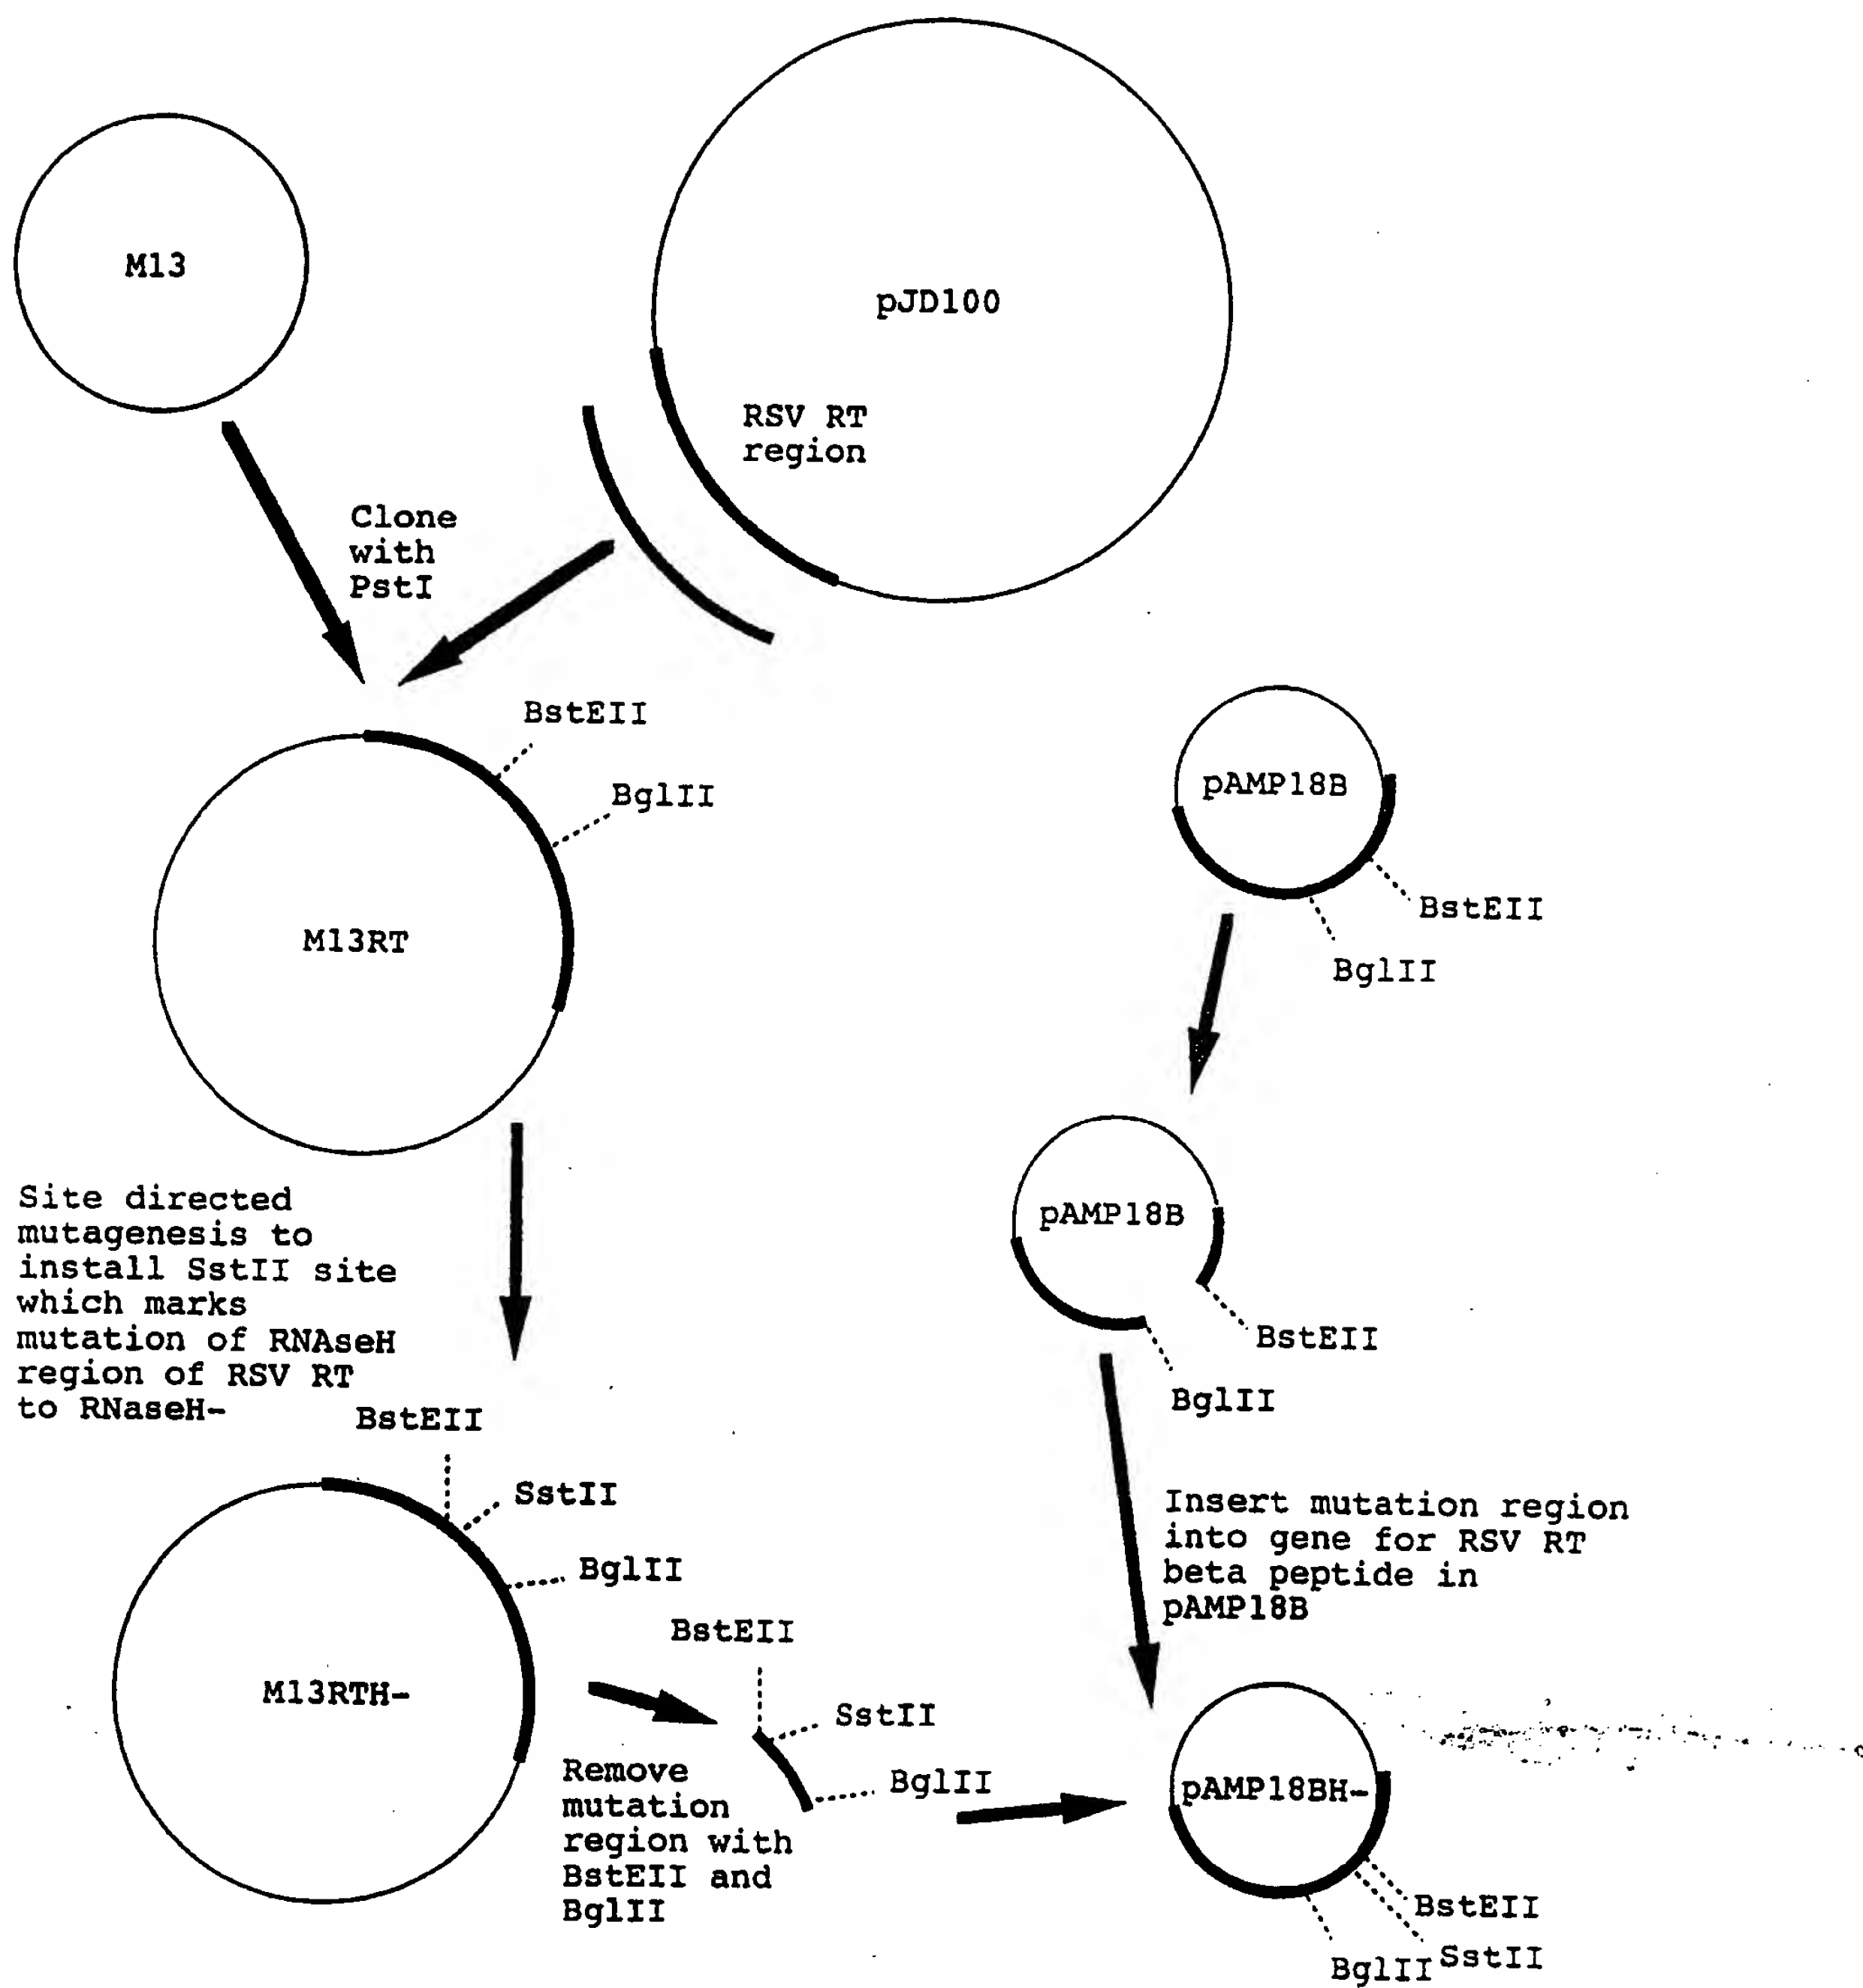 M13
pJD100
RSV RT
region
Clone
with
PstI
BstEII
BglII
M13RT
pAMP18B
BstEII
BglII
Site directed
mutagenesis to
install SstII site
which marks
mutation of RNAseH
region of RSV RT
to RNaseH-
pAMP18B
BstEII
BglII
BstEII
SstII
BglII
M13RTH-
Insert mutation region
into gene for RSV RT
beta peptide in
pAMP18B
BstEII
SstII
BglII
Remove
mutation
region with
BstEII and
BglII
pAMP18BH-
BstEII
SstII
BglII